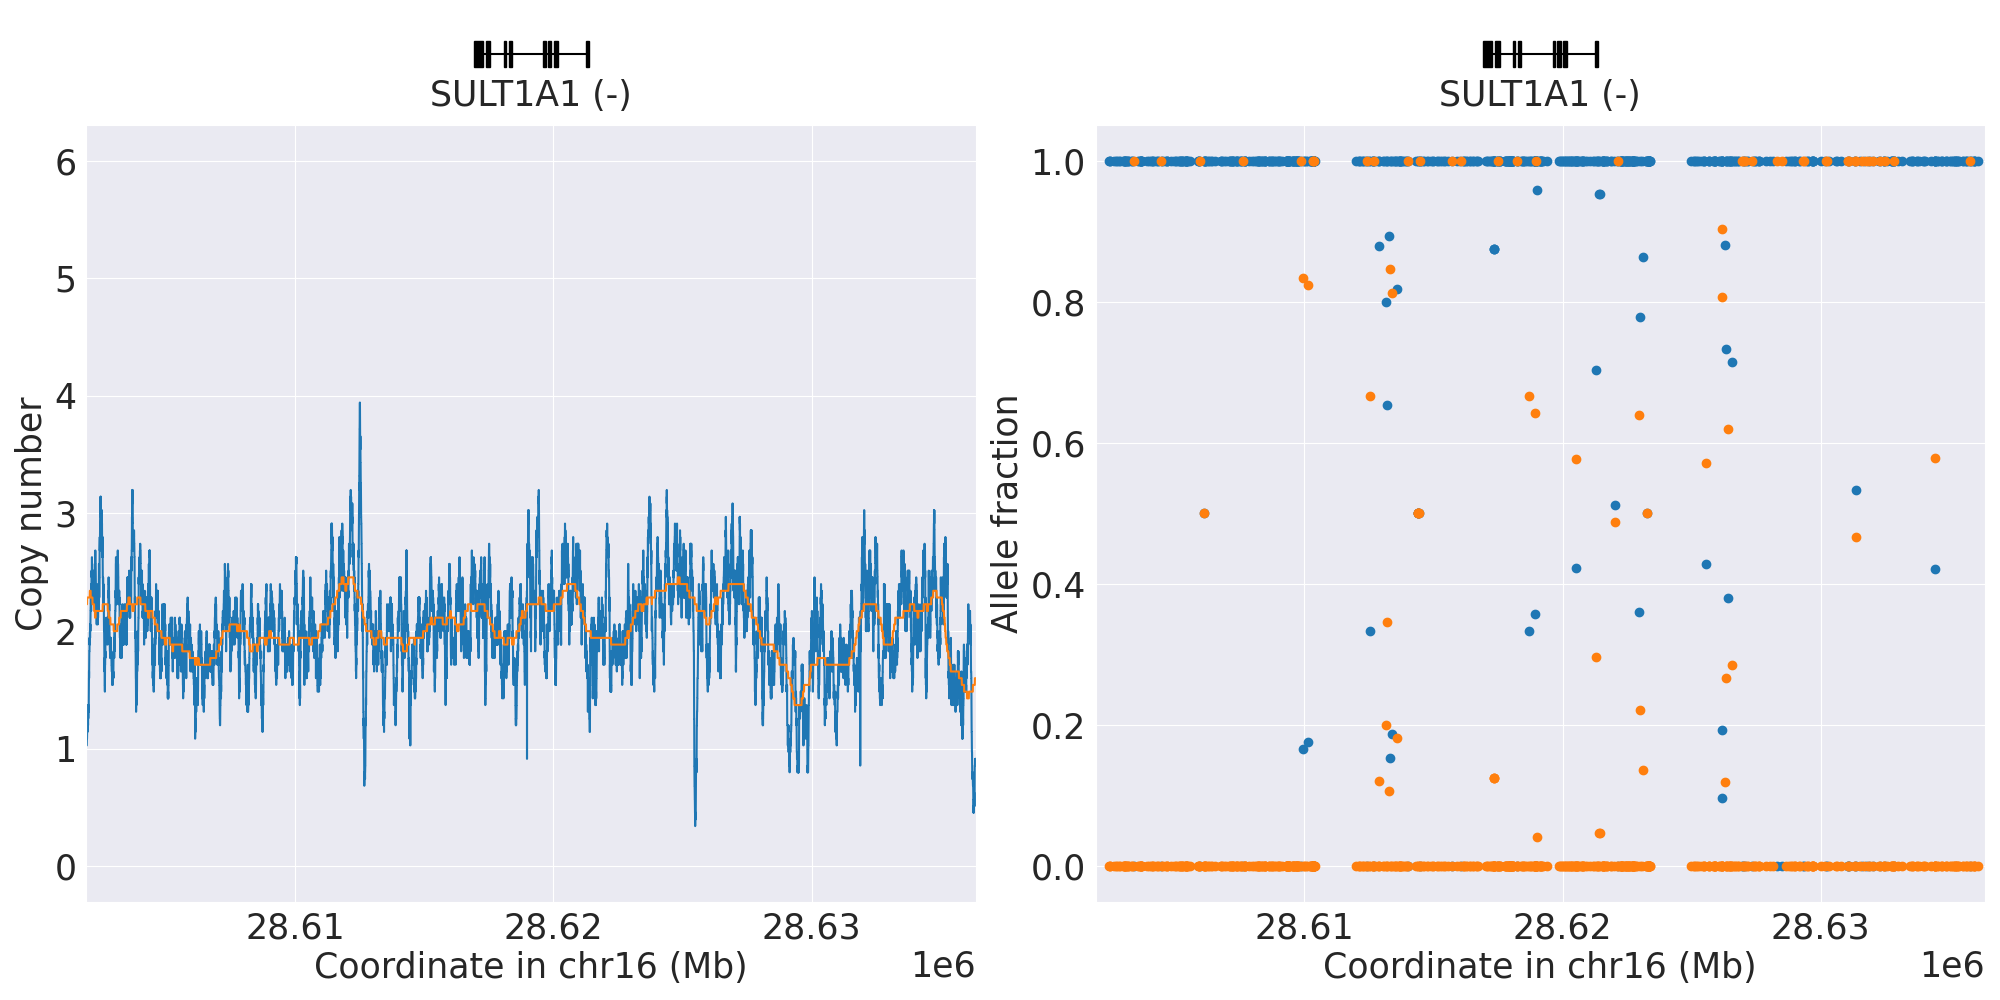 SULT1A1 (-)
6
5
4
3
2
1
0
Copy number
28.61
28.62
28.63
Coordinate in chr16 (Mb)
1e6
SULT1A1 (-)
1.0
0.8
0.6
0.4
0.2
0.0
Allele fraction
28.61
28.62
28.63
Coordinate in chr16 (Mb)
1e6